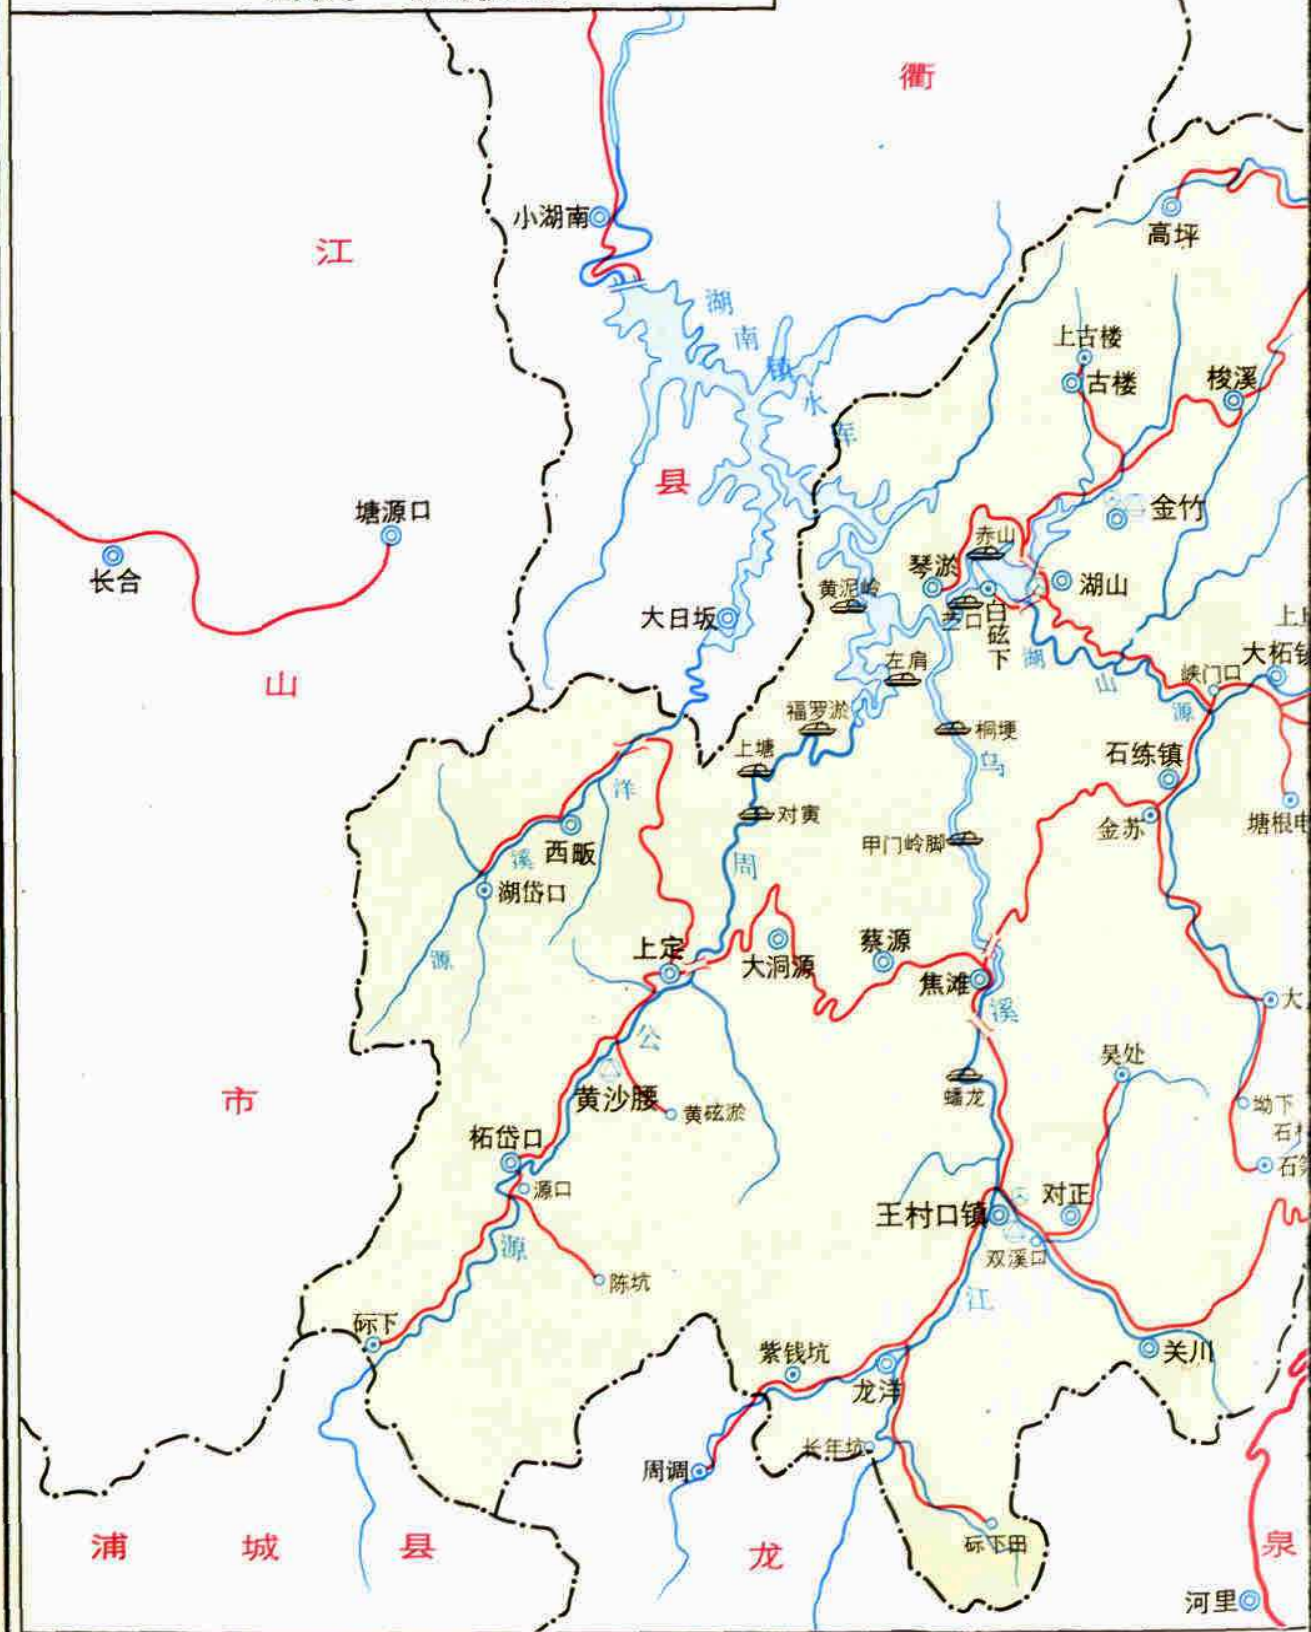 衢
江
小湖南
高坪
湖
南
镇
水
库
上古楼
古楼
梭溪
县
塘源口
长合
金竹
赤山
琴淤
黄泥岭
湖山
大日坂
白砥下
湖
山
源
左肩
峡门口
大柘镇
山
福罗淤
桐埂
上塘
乌
石练镇
洋
对寅
金苏
甲门岭脚
溪
西畈
周
湖岱口
源
上定
大洞源
蔡源
焦滩
溪
大
公
吴处
市
黄沙腰
黄砥淤
蟠龙
坳下
柘岱口
源口
石
王村口镇
对正
双溪口
源
陈坑
江
砾下
紫钱坑
龙洋
关川
长年坑
周调
浦
城
县
龙
砾下田
泉
河里